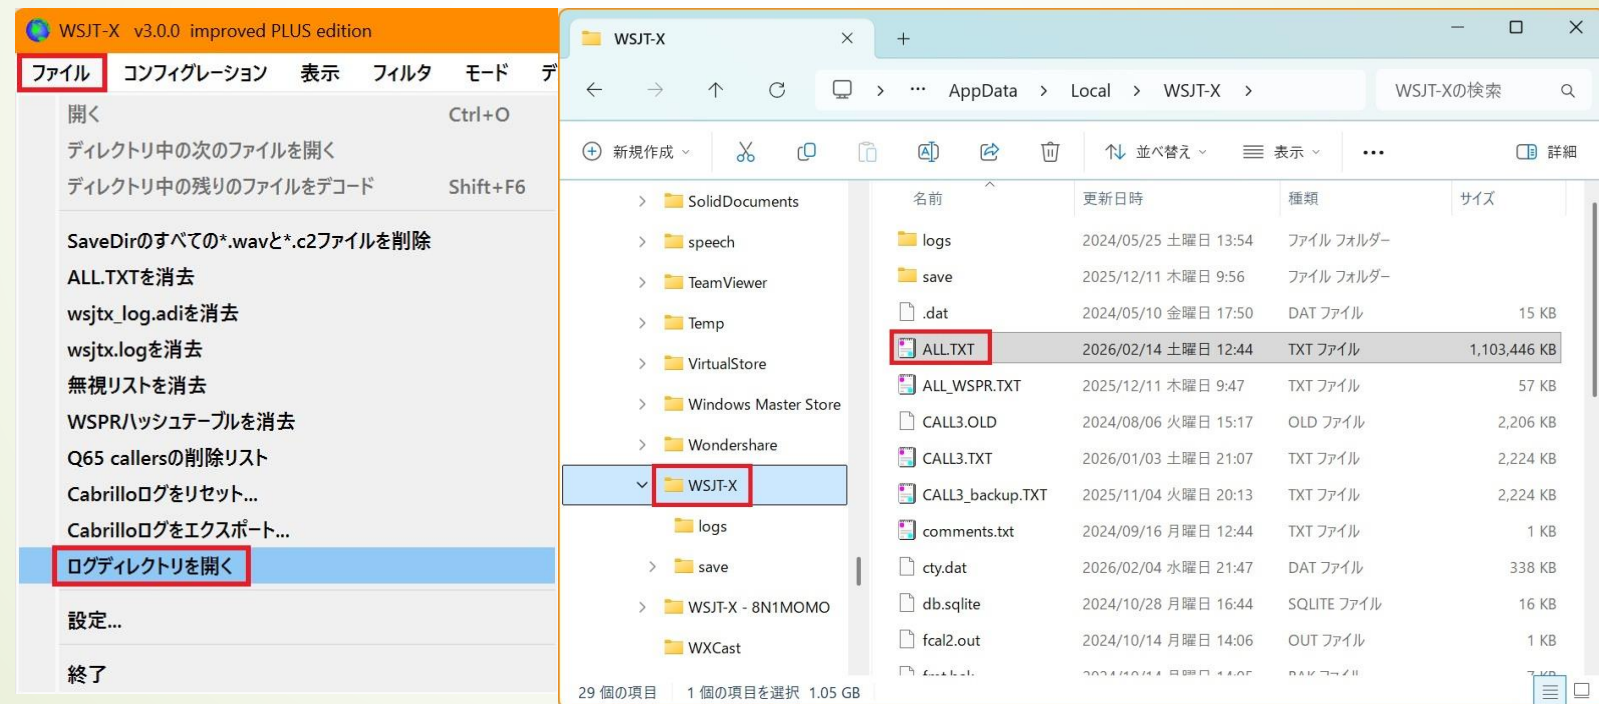 WSJT-X v3.0.0 improved PLUS edition
ファイル コンフィグレーション 表示 フィルタ モード デ
開く Ctrl+O
ディレクトリ中の次のファイルを開く
ディレクトリ中の残りのファイルをデコード Shift+F6
SaveDirのすべての*.wavと*.c2ファイルを削除
ALL.TXTを消去
wsjtx_log.adiを消去
wsjtx.logを消去
無視リストを消去
WSPRハッシュテーブルを消去
Q65 callersの削除リスト
Cabrilloログをリセット...
Cabrilloログをエクスポート...
ログディレクトリを開く
設定...
終了
WSJT-X
AppData > Local > WSJT-X >
WSJT-Xの検索
新規作成 並べ替え 表示 詳細
SolidDocuments
speech
TeamViewer
Temp
VirtualStore
Windows Master Store
Wondershare
WSJT-X
logs
save
WSJT-X - 8N1MOMO
WXCast
名前 更新日時 種類 サイズ
logs 2024/05/25 土曜日 13:54 ファイル フォルダー
save 2025/12/11 木曜日 9:56 ファイル フォルダー
.dat 2024/05/10 金曜日 17:50 DAT ファイル 15 KB
ALL.TXT 2026/02/14 土曜日 12:44 TXT ファイル 1,103,446 KB
ALL_WSPR.TXT 2025/12/11 木曜日 9:47 TXT ファイル 57 KB
CALL3.OLD 2024/08/06 火曜日 15:17 OLD ファイル 2,206 KB
CALL3.TXT 2026/01/03 土曜日 21:07 TXT ファイル 2,224 KB
CALL3_backup.TXT 2025/11/04 火曜日 20:13 TXT ファイル 2,224 KB
comments.txt 2024/09/16 月曜日 12:44 TXT ファイル 1 KB
cty.dat 2026/02/04 水曜日 21:47 DAT ファイル 338 KB
db.sqlite 2024/10/28 月曜日 16:44 SQLITE ファイル 16 KB
fcal2.out 2024/10/14 月曜日 14:06 OUT ファイル 1 KB
29 個の項目 1 個の項目を選択 1.05 GB